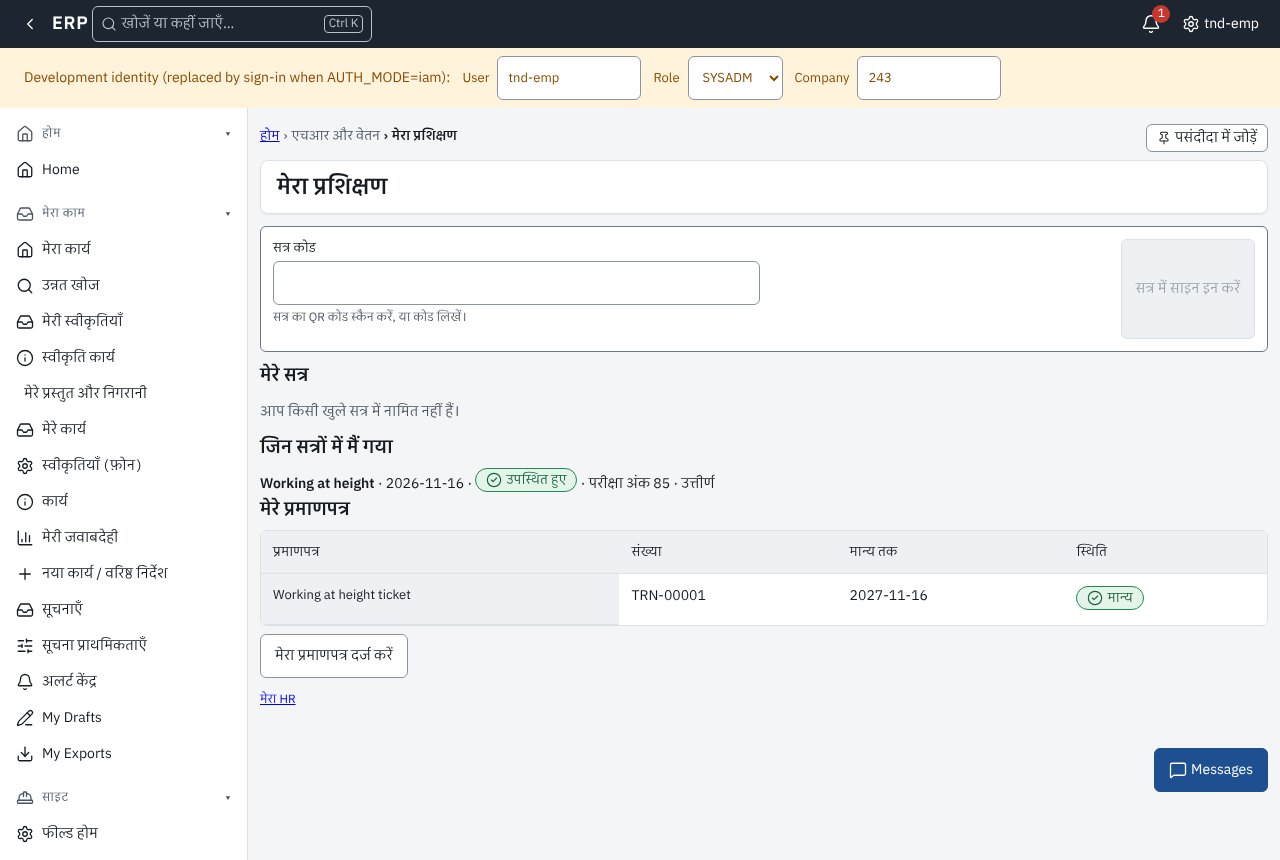 ERP
खोजें या कहीं जाएँ...
Ctrl K
1
tnd-emp
Development identity (replaced by sign-in when AUTH_MODE=iam):
User
tnd-emp
Role
SYSADM
Company
243
होम
Home
मेरा काम
मेरा कार्य
उन्नत खोज
मेरी स्वीकृतियाँ
स्वीकृति कार्य
मेरे प्रस्तुत और निगरानी
मेरे कार्य
स्वीकृतियाँ (फ़ोन)
कार्य
मेरी जवाबदेही
नया कार्य / वरिष्ठ निर्देश
सूचनाएँ
सूचना प्राथमिकताएँ
अलर्ट केंद्र
My Drafts
My Exports
साइट
फील्ड होम
होम › एचआर और वेतन › मेरा प्रशिक्षण
पसंदीदा में जोड़ें
मेरा प्रशिक्षण
सत्र कोड
सत्र का QR कोड स्कैन करें, या कोड लिखें।
सत्र में साइन इन करें
मेरे सत्र
आप किसी खुले सत्र में नामित नहीं हैं।
जिन सत्रों में मैं गया
Working at height · 2026-11-16 · उपस्थित हुए · परीक्षा अंक 85 · उत्तीर्ण
मेरे प्रमाणपत्र
प्रमाणपत्र संख्या मान्य तक स्थिति
Working at height ticket TRN-00001 2027-11-16 मान्य
मेरा प्रमाणपत्र दर्ज करें
मेरा HR
Messages